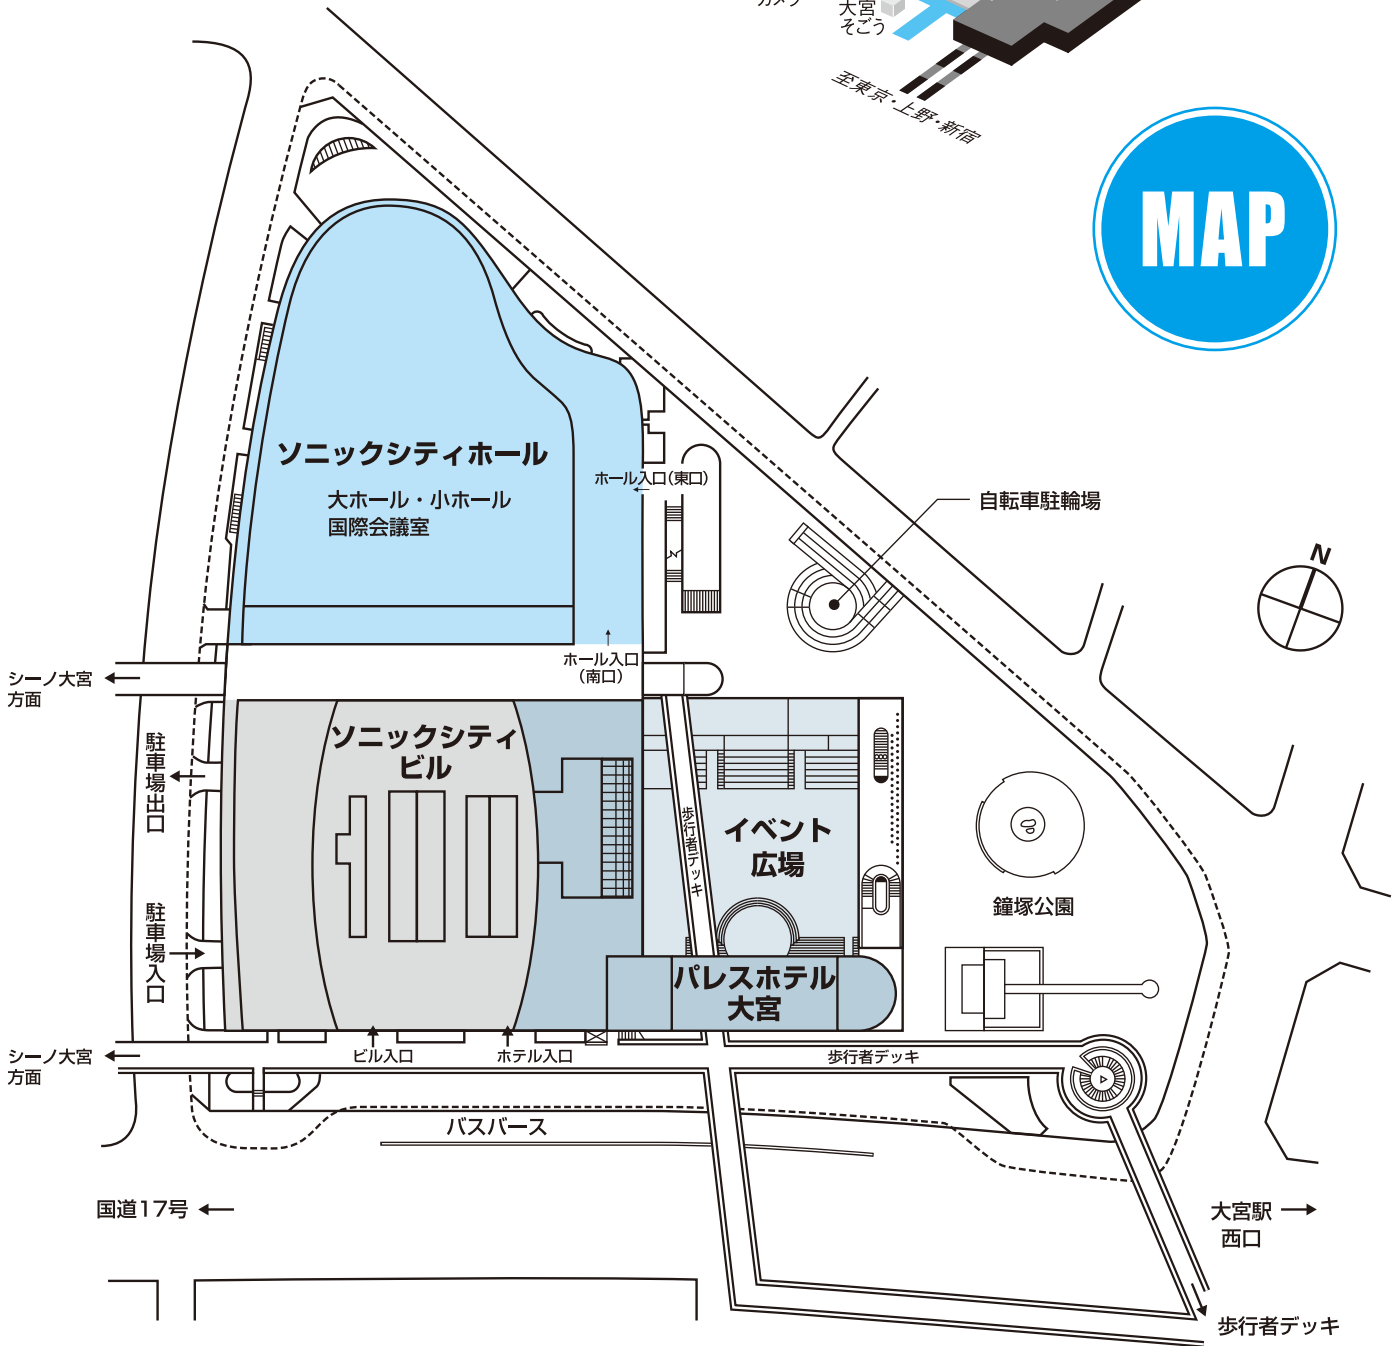 大宮
そごう
至東京・上野・新宿
MAP
ソニックシティホール
大ホール・小ホール
国際会議室
ホール入口(東口)
自転車駐輪場
N
ホール入口
(南口)
シーノ大宮
方面
ソニックシティ
ビル
駐車場出口
歩行者デッキ
イベント
広場
鐘塚公園
駐車場入口
パレスホテル
大宮
シーノ大宮
方面
ビル入口
ホテル入口
歩行者デッキ
バスバース
国道17号
大宮駅
西口
歩行者デッキ